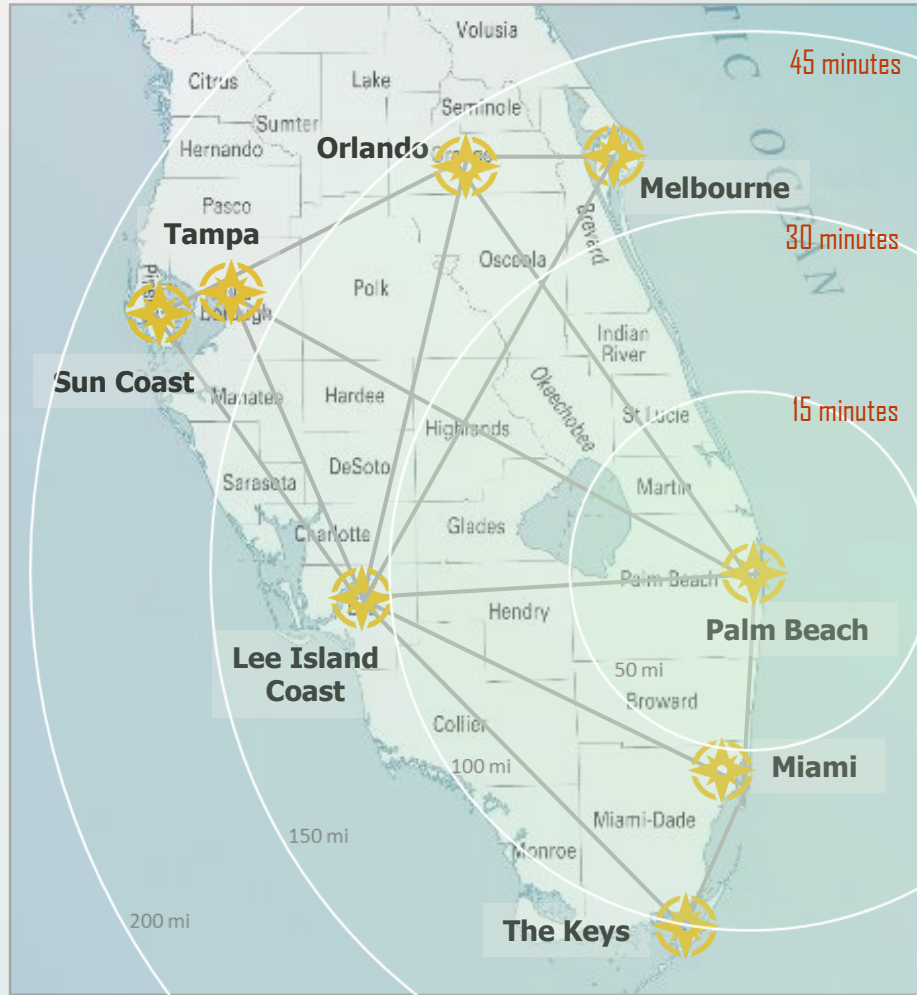 Volusia
45 minutes
Citrus
Lake
Seminole
Sumter
TIC OCEAN
Hernando
Orlando
Melbourne
Pasco
Brevard
Tampa
30 minutes
Osceola
Polk
Indian
River
Sun Coast
Manatee
Hardee
Okeechobee
15 minutes
Highlands
St Lucie
DeSoto
Sarasota
Martin
Charlotte
Glades
Palm Beach
Hendry
Palm Beach
Lee Island
Coast
50 mi
Broward
Collier
100 mi
Miami
Miami-Dade
150 mi
Monroe
200 mi
The Keys